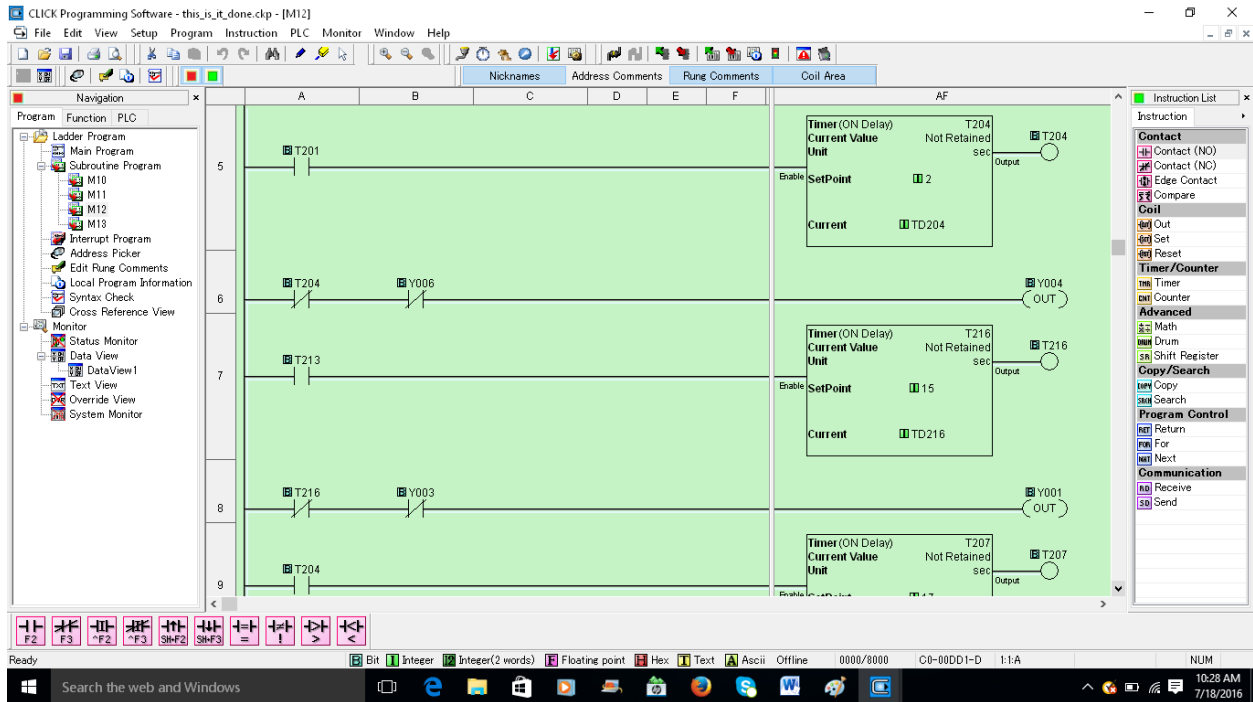 CLICK Programming Software - this_is_it_done.ckp - [M12]
File Edit View Setup Program Instruction PLC Monitor Window Help
Nicknames Address Comments Rung Comments Coil Area
Navigation
Program Function PLC
Ladder Program
Main Program
Subroutine Program
M10
M11
M12
M13
Interrupt Program
Address Picker
Edit Rung Comments
Local Program Information
Syntax Check
Cross Reference View
Monitor
Status Monitor
Data View
DataView1
Text View
Override View
System Monitor
A B C D E F AF
5
T201
Timer (ON Delay) T204
Current Value Not Retained
Unit sec
Enable SetPoint 2
Current TD204
Output
T204
6
T204 Y006 Y004
OUT
7
T213
Timer (ON Delay) T216
Current Value Not Retained
Unit sec
Enable SetPoint 15
Current TD216
Output
T216
8
T216 Y003 Y001
OUT
9
T204
Timer (ON Delay) T207
Current Value Not Retained
Unit sec
Output
T207
Instruction List
Instruction
Contact
Contact (NO)
Contact (NC)
Edge Contact
Compare
Coil
Out
Set
Reset
Timer/Counter
TMR Timer
CNT Counter
Advanced
Math
Drum
SR Shift Register
Copy/Search
COPY Copy
Search
Program Control
RET Return
FOR For
NXT Next
Communication
RD Receive
SD Send
F2 F3 ^F2 ^F3 SH+F2 SH+F3 = ! > <
Ready B Bit I Integer I2 Integer(2 words) F Floating point H Hex T Text A Ascii Offline 0000/8000 C0-00DD1-D 1:1:A NUM
Search the web and Windows
10:28 AM
7/18/2016